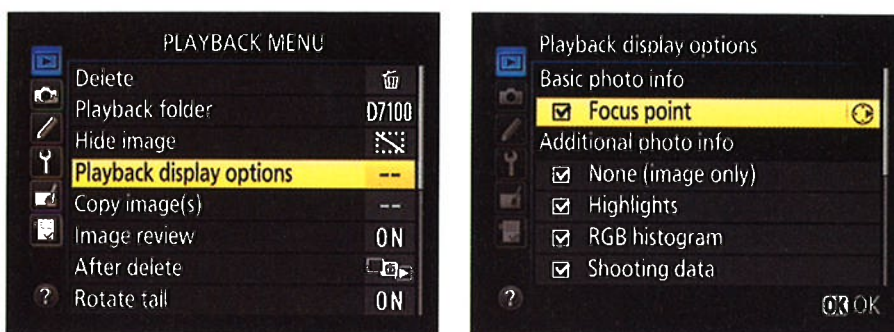 PLAYBACK MENU
Delete
Playback folder D7100
Hide image
Playback display options --
Copy image(s) --
Image review ON
After delete
? Rotate tall ON
Playback display options
Basic photo info
Focus point
Additional photo info
None (image only)
Highlights
RGB histogram
Shooting data
? OK OK